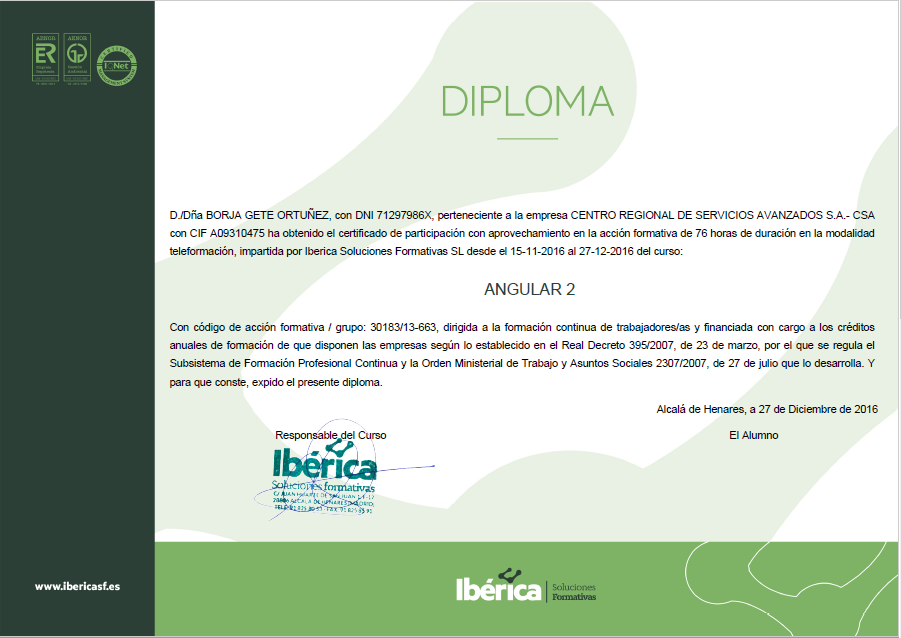 AENOR AENOR
ER
Empresa Registrada
Gestión Ambiental
IQNet
DIPLOMA
D./Dña BORJA GETE ORTUÑEZ, con DNI 71297986X, perteneciente a la empresa CENTRO REGIONAL DE SERVICIOS AVANZADOS S.A.- CSA
con CIF A09310475 ha obtenido el certificado de participación con aprovechamiento en la acción formativa de 76 horas de duración en la modalidad
teleformación, impartida por Iberica Soluciones Formativas SL desde el 15-11-2016 al 27-12-2016 del curso:
ANGULAR 2
Con código de acción formativa / grupo: 30183/13-663, dirigida a la formación continua de trabajadores/as y financiada con cargo a los créditos
anuales de formación de que disponen las empresas según lo establecido en el Real Decreto 395/2007, de 23 de marzo, por el que se regula el
Subsistema de Formación Profesional Continua y la Orden Ministerial de Trabajo y Asuntos Sociales 2307/2007, de 27 de julio que lo desarrolla. Y
para que conste, expido el presente diploma.
Alcalá de Henares, a 27 de Diciembre de 2016
Responsable del Curso
El Alumno
Ibérica
Soluciones formativas
ALCALA DE HENARES
www.ibericasf.es
Ibérica
Soluciones
Formativas